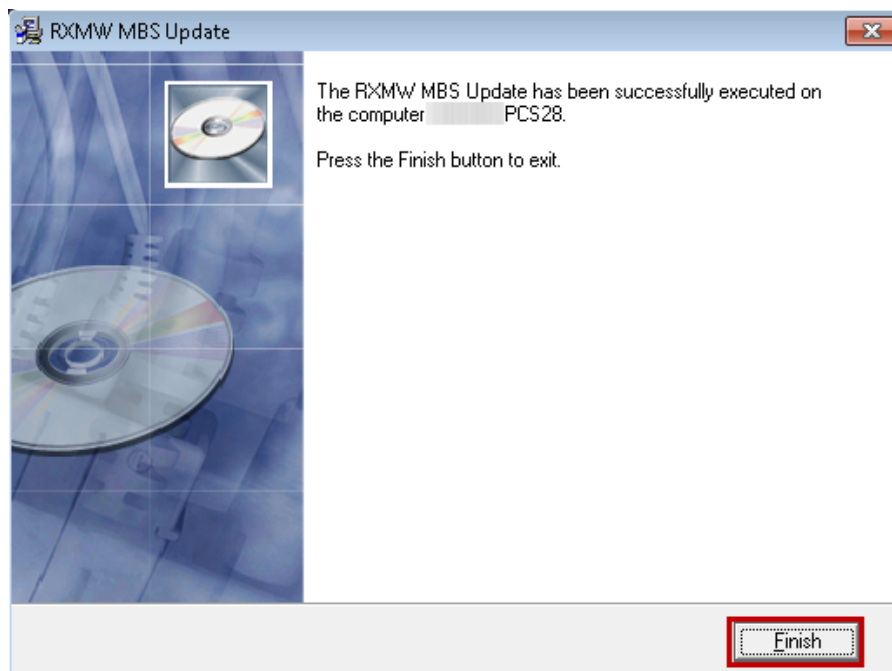 RXMW MBS Update
The RXMW MBS Update has been successfully executed on
the computer PCS28.
Press the Finish button to exit.
Finish